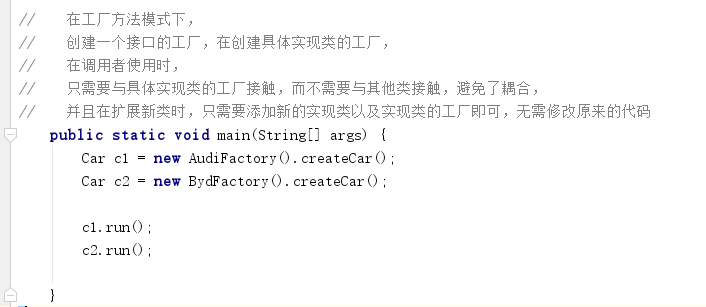 //    在工厂方法模式下，
//    创建一个接口的工厂，在创建具体实现类的工厂，
//    在调用者使用时，
//    只需要与具体实现类的工厂接触，而不需要与其他类接触，避免了耦合，
//    并且在扩展新类时，只需要添加新的实现类以及实现类的工厂即可，无需修改原来的代码
public static void main(String[] args) {
    Car c1 = new AudiFactory().createCar();
    Car c2 = new BydFactory().createCar();
    c1.run();
    c2.run();
}